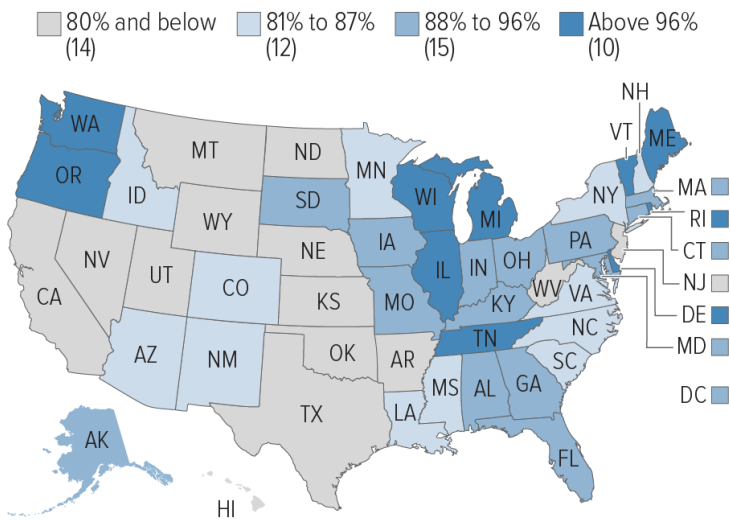 80% and below
(14)
81% to 87%
(12)
88% to 96%
(15)
Above 96%
(10)
NH
VT
ME
WA
MT
ND
MN
OR
ID
WI
NY
MA
SD
MI
RI
WY
IA
PA
CT
NE
OH
NV
IN
IL
NJ
UT
CO
WV
VA
CA
KS
MO
KY
DE
NC
TN
MD
AZ
NM
OK
AR
SC
MS
AL
GA
DC
TX
LA
AK
FL
HI